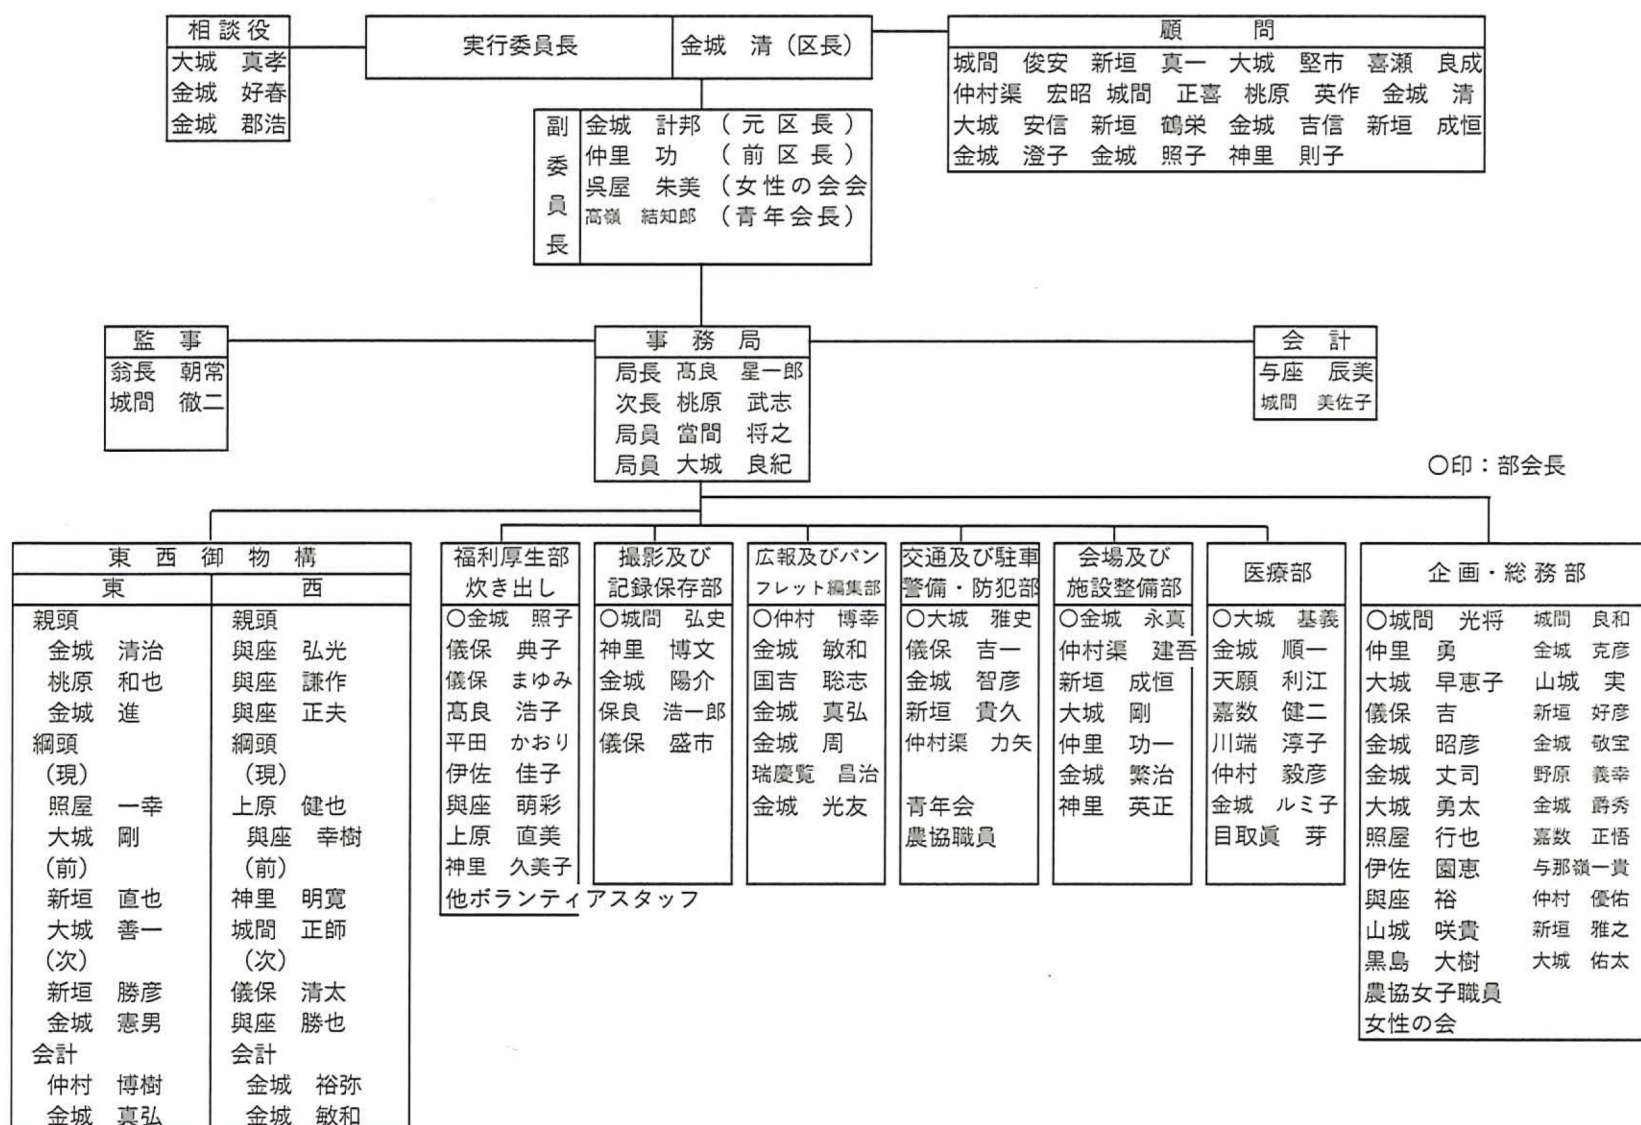 相談役
大城 真孝
金城 好春
金城 郡浩
実行委員長 金城 清（区長）
顧 問
城間 俊安 新垣 真一 大城 堅市 喜瀬 良成
仲村渠 宏昭 城間 正喜 桃原 英作 金城 清
大城 安信 新垣 鶴栄 金城 吉信 新垣 成恒
金城 澄子 金城 照子 神里 則子
副委員長
金城 計邦 （元区長）
仲里 功 （前区長）
呉屋 朱美 （女性の会会
高嶺 結知郎 （青年会長）
監 事
翁長 朝常
城間 徹二
事 務 局
局長 髙良 星一郎
次長 桃原 武志
局員 當間 将之
局員 大城 良紀
会 計
与座 辰美
城間 美佐子
〇印：部会長
東 西 御 物 構
東
親頭
金城 清治
桃原 和也
金城 進
綱頭
（現）
照屋 一幸
大城 剛
（前）
新垣 直也
大城 善一
（次）
新垣 勝彦
金城 憲男
会計
仲村 博樹
金城 真弘
西
親頭
與座 弘光
與座 謙作
與座 正夫
綱頭
（現）
上原 健也
與座 幸樹
（前）
神里 明寛
城間 正師
（次）
儀保 清太
與座 勝也
会計
金城 裕弥
金城 敏和
福利厚生部
炊き出し
〇金城 照子
儀保 典子
儀保 まゆみ
髙良 浩子
平田 かおり
伊佐 佳子
與座 萌彩
上原 直美
神里 久美子
他ボランティアスタッフ
撮影及び
記録保存部
〇城間 弘史
神里 博文
金城 陽介
保良 浩一郎
儀保 盛市
広報及びパン
フレット編集部
〇仲村 博幸
金城 敏和
国吉 聡志
金城 真弘
金城 周
瑞慶覧 昌治
金城 光友
交通及び駐車
警備・防犯部
〇大城 雅史
儀保 吉一
金城 智彦
新垣 貴久
仲村渠 力矢
青年会
農協職員
会場及び
施設整備部
〇金城 永真
仲村渠 建吾
新垣 成恒
大城 剛
仲里 功一
金城 繁治
神里 英正
医療部
〇大城 基義
金城 順一
天願 利江
嘉数 健二
川端 淳子
仲村 毅彦
金城 ルミ子
目取眞 芽
企画・総務部
〇城間 光将 城間 良和
仲里 勇 金城 克彦
大城 早恵子 山城 実
儀保 吉 新垣 好彦
金城 昭彦 金城 敬宝
金城 丈司 野原 義幸
大城 勇太 金城 爵秀
照屋 行也 嘉数 正悟
伊佐 園恵 与那嶺一貴
與座 裕 仲村 優佑
山城 咲貴 新垣 雅之
黒島 大樹 大城 佑太
農協女子職員
女性の会